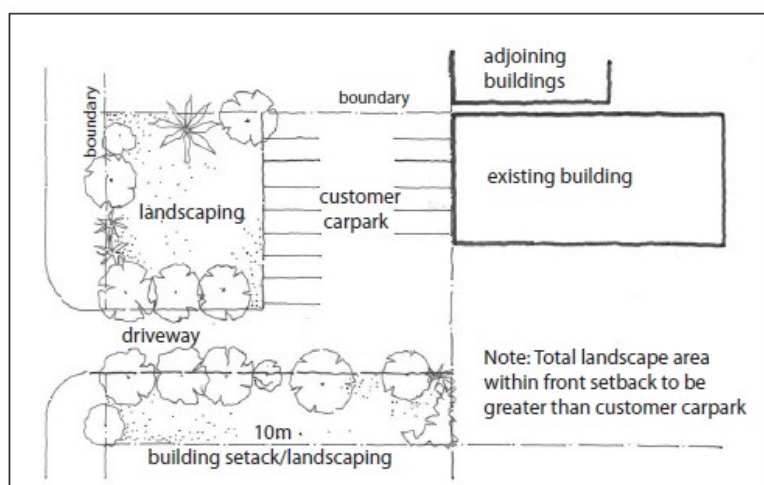 adjoining
buildings
boundary
boundary
existing building
landscaping
customer
carpark
driveway
Note: Total landscape area
within front setback to be
greater than customer carpark
10m
building setack/landscaping